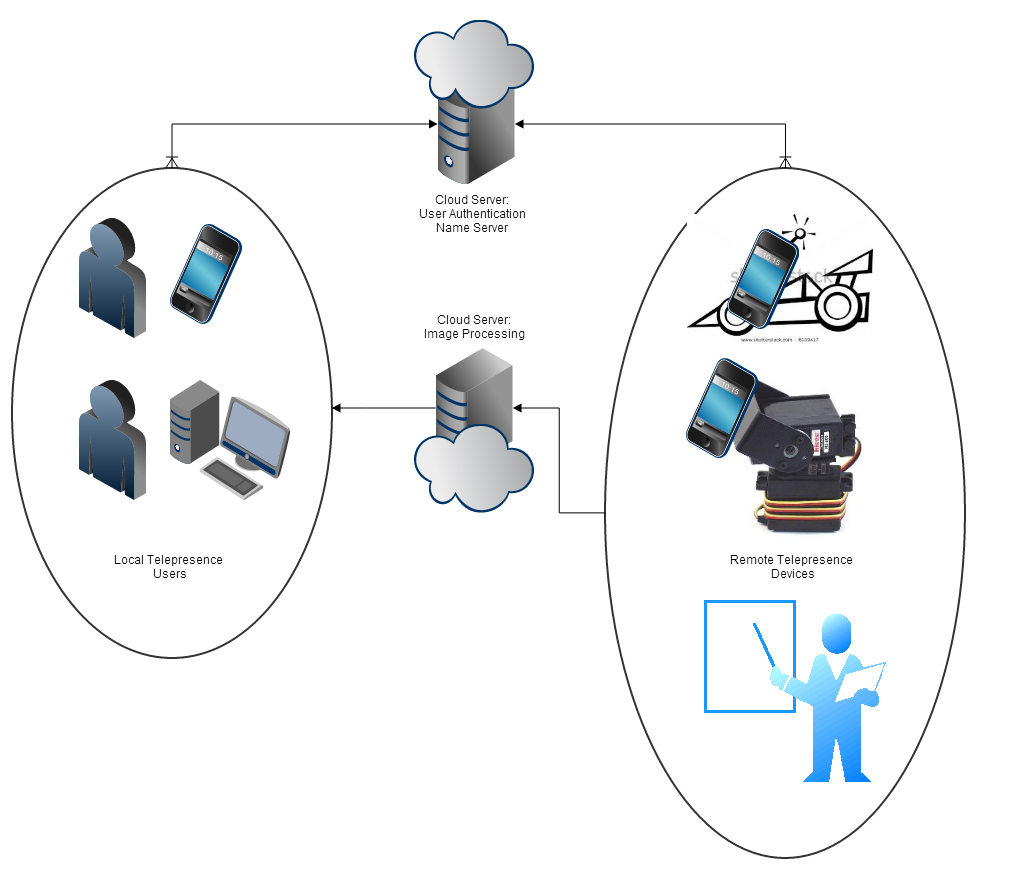 Cloud Server:
User Authentication
Name Server
10:15
10:15
Cloud Server:
Image Processing
www.shutterstock.com · 6133417
10:15
Local Telepresence
Users
Remote Telepresence
Devices